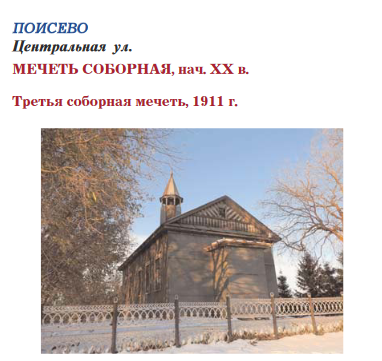 ПОИСЕВО
Центральная ул.
МЕЧЕТЬ СОБОРНАЯ, нач. XX в.
Третья соборная мечеть, 1911 г.